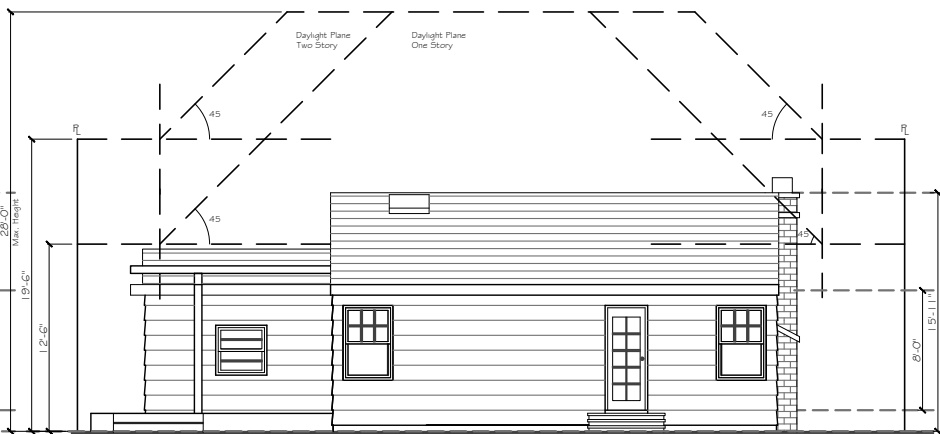 Daylight Plane
Two Story
Daylight Plane
One Story
45
45
PL
PL
28'-0"
Max. Height
45
45
19'-6"
12'-6"
15'-11"
8'-0"